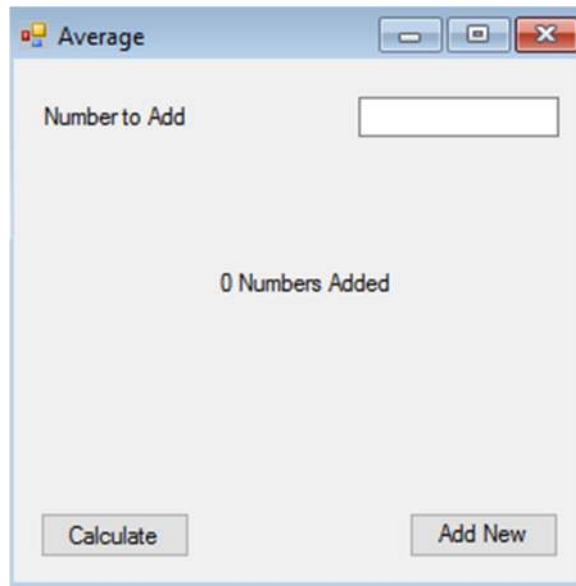 Average
Number to Add
0 Numbers Added
Calculate
Add New